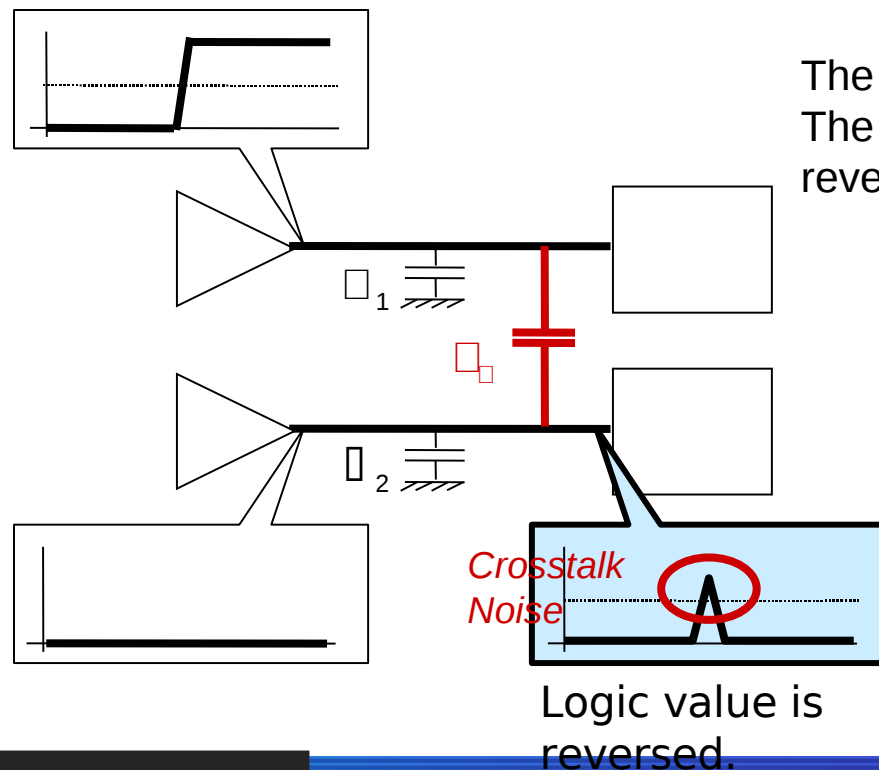 The
The
reve
□ 1
□□
□ 2
Crosstalk
Noise
Logic value is
reversed.